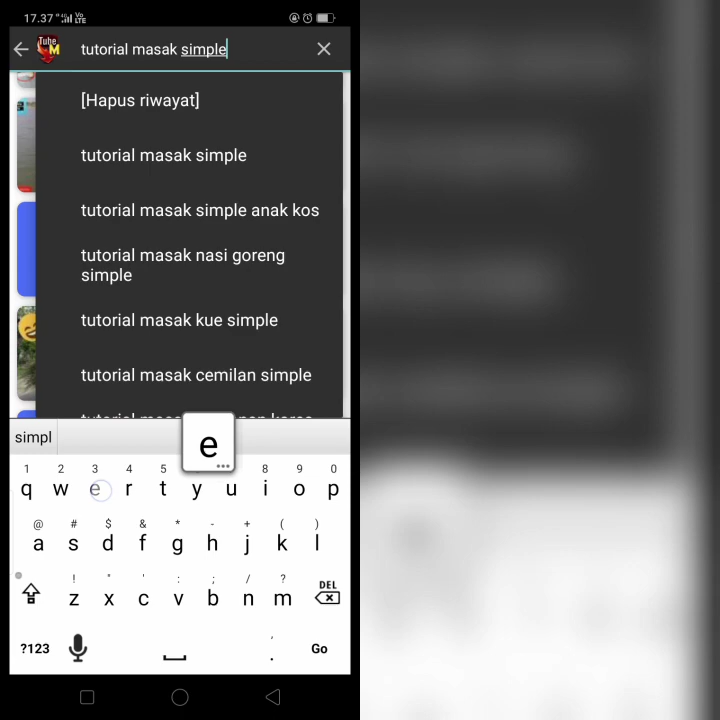 17.37
Vo
LTE
Tube
M
tutorial masak simple
[Hapus riwayat]
tutorial masak simple
tutorial masak simple anak kos
tutorial masak nasi goreng
simple
tutorial masak kue simple
tutorial masak cemilan simple
simpl
e
1 2 3 4 5 8 9 0
q w e r t y u i o p
@ # $ & * - + ( )
a s d f g h j k l
! " ' : ; / ?
z x c v b n m DEL
?123 , . Go